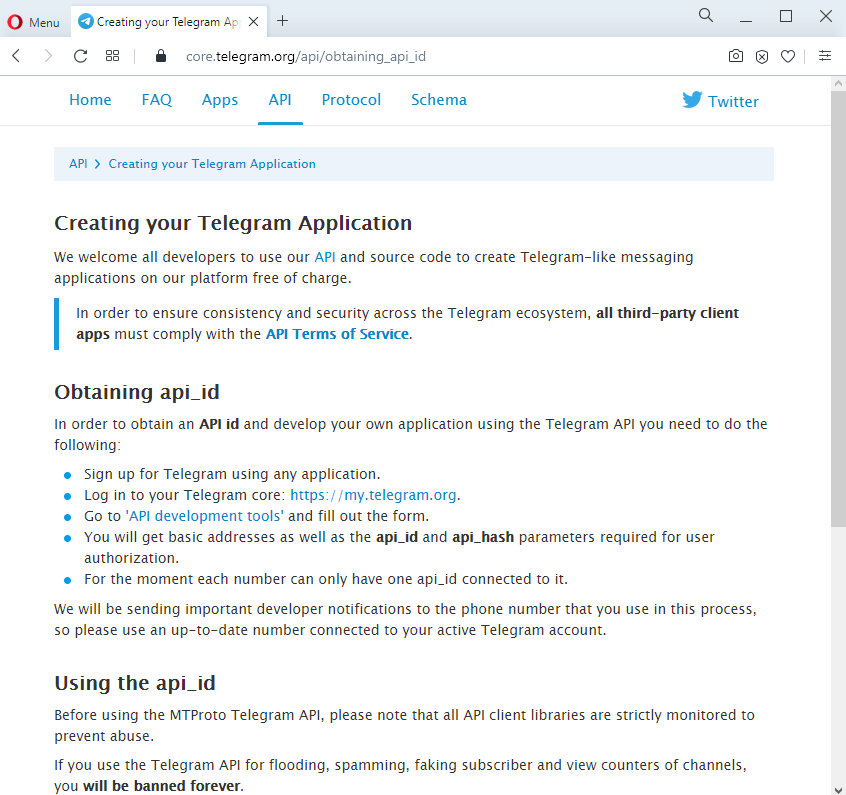 Menu
Creating your Telegram Ap
core.telegram.org/api/obtaining_api_id
Home FAQ Apps API Protocol Schema Twitter
API > Creating your Telegram Application
Creating your Telegram Application
We welcome all developers to use our API and source code to create Telegram-like messaging
applications on our platform free of charge.
In order to ensure consistency and security across the Telegram ecosystem, all third-party client
apps must comply with the API Terms of Service.
Obtaining api_id
In order to obtain an API id and develop your own application using the Telegram API you need to do the
following:
Sign up for Telegram using any application.
Log in to your Telegram core: https://my.telegram.org.
Go to 'API development tools' and fill out the form.
You will get basic addresses as well as the api_id and api_hash parameters required for user
authorization.
For the moment each number can only have one api_id connected to it.
We will be sending important developer notifications to the phone number that you use in this process,
so please use an up-to-date number connected to your active Telegram account.
Using the api_id
Before using the MTProto Telegram API, please note that all API client libraries are strictly monitored to
prevent abuse.
If you use the Telegram API for flooding, spamming, faking subscriber and view counters of channels,
you will be banned forever.